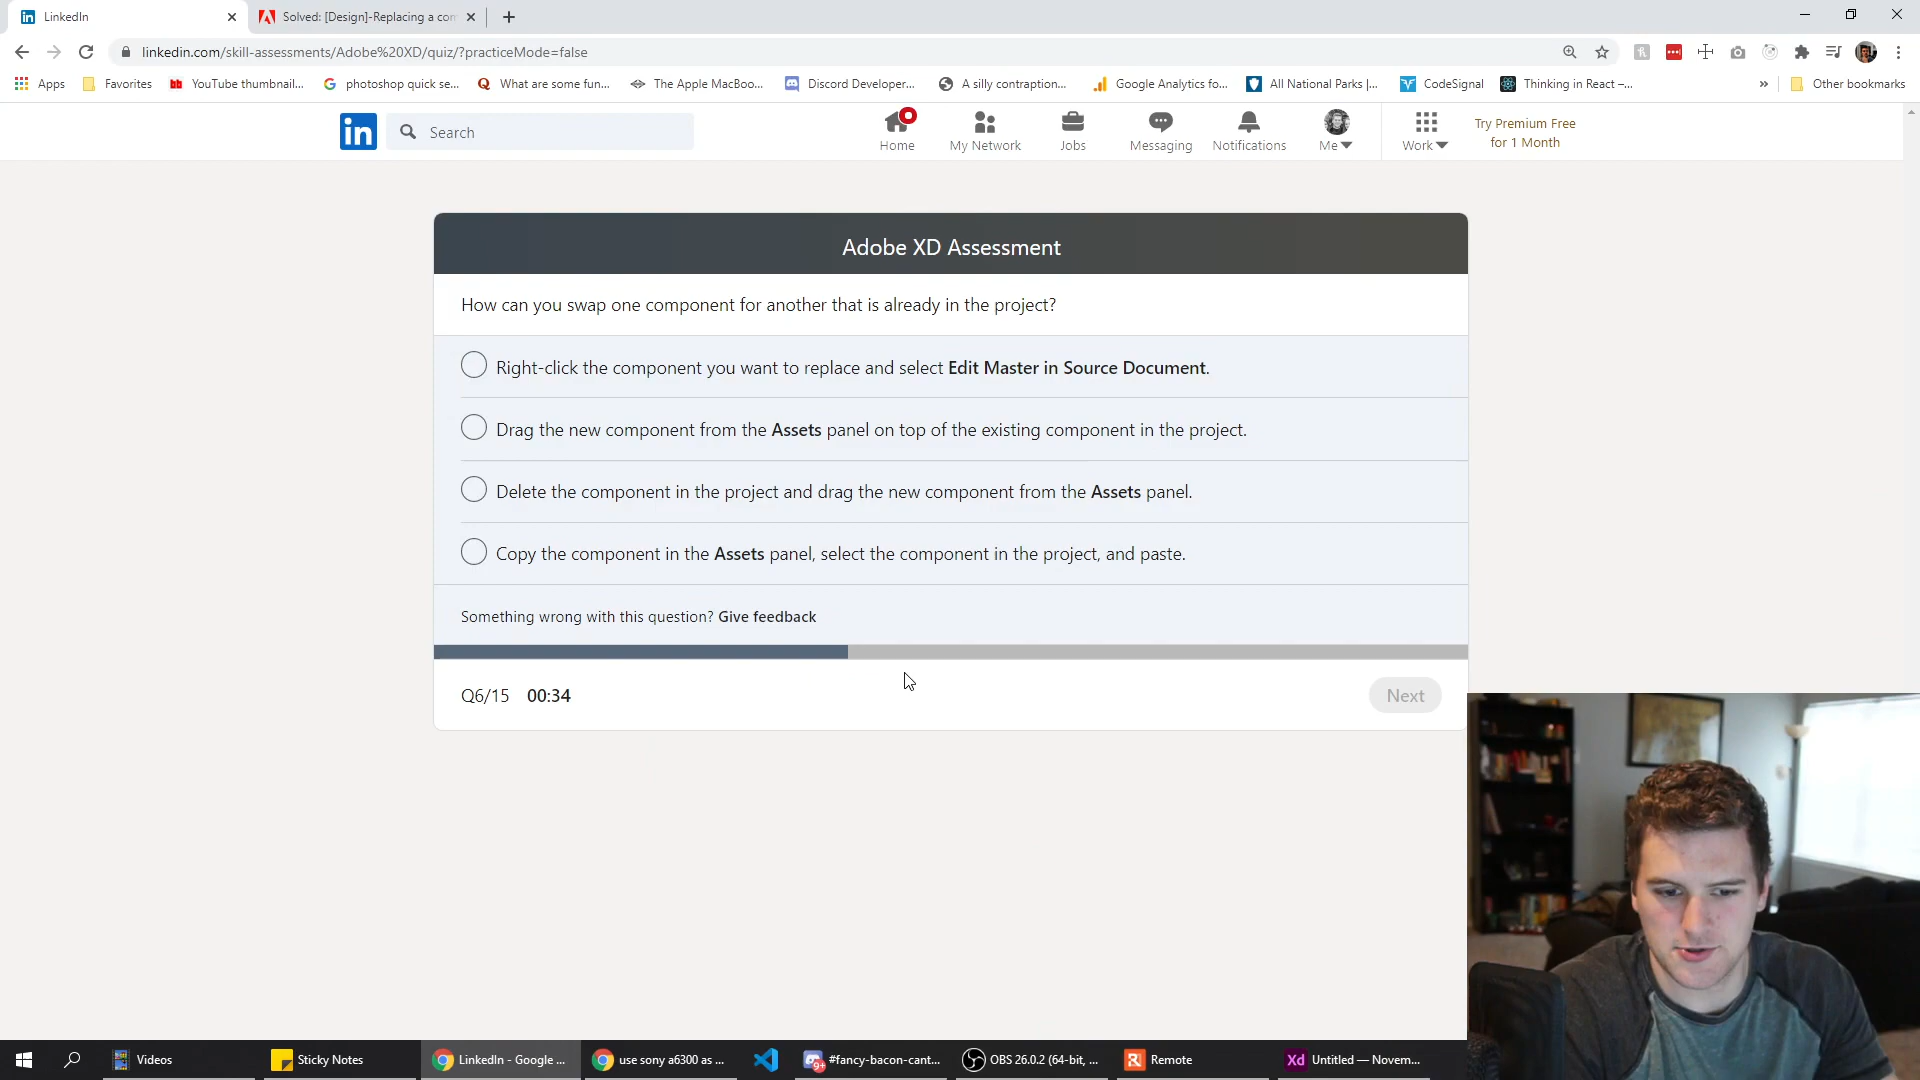 LinkedIn
Solved: [Design]-Replacing a con
linkedin.com/skill-assessments/Adobe%20XD/quiz/?practiceMode=false
Apps
Favorites
YouTube thumbnail...
photoshop quick se...
What are some fun...
The Apple MacBoo...
Discord Developer...
A silly contraption...
Google Analytics fo...
All National Parks |...
CodeSignal
Thinking in React –...
»
Other bookmarks
in
Search
Home
My Network
Jobs
Messaging
Notifications
Me
Work
Try Premium Free
for 1 Month
Adobe XD Assessment
How can you swap one component for another that is already in the project?
Right-click the component you want to replace and select Edit Master in Source Document.
Drag the new component from the Assets panel on top of the existing component in the project.
Delete the component in the project and drag the new component from the Assets panel.
Copy the component in the Assets panel, select the component in the project, and paste.
Something wrong with this question? Give feedback
Q6/15 00:34
Next
Videos
Sticky Notes
LinkedIn - Google ...
use sony a6300 as ...
9+
#fancy-bacon-cant...
OBS 26.0.2 (64-bit, ...
Remote
Xd
Untitled — Novem...